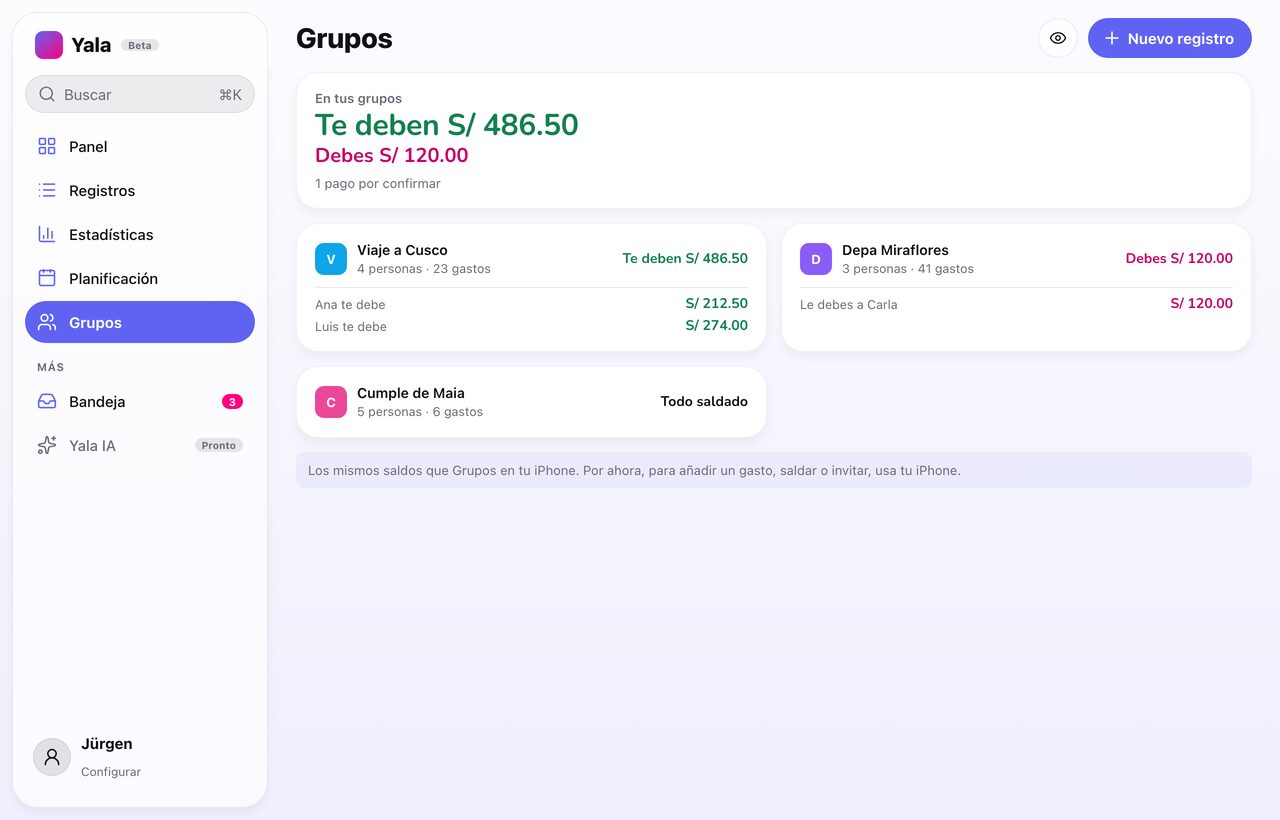 Yala Beta
Buscar ⌘K
Panel
Registros
Estadísticas
Planificación
Grupos
MÁS
Bandeja 3
Yala IA Pronto
Jürgen
Configurar
Grupos
Nuevo registro
En tus grupos
Te deben S/ 486.50
Debes S/ 120.00
1 pago por confirmar
V
Viaje a Cusco
4 personas · 23 gastos
Te deben S/ 486.50
Ana te debe S/ 212.50
Luis te debe S/ 274.00
D
Depa Miraflores
3 personas · 41 gastos
Debes S/ 120.00
Le debes a Carla S/ 120.00
C
Cumple de Maia
5 personas · 6 gastos
Todo saldado
Los mismos saldos que Grupos en tu iPhone. Por ahora, para añadir un gasto, saldar o invitar, usa tu iPhone.